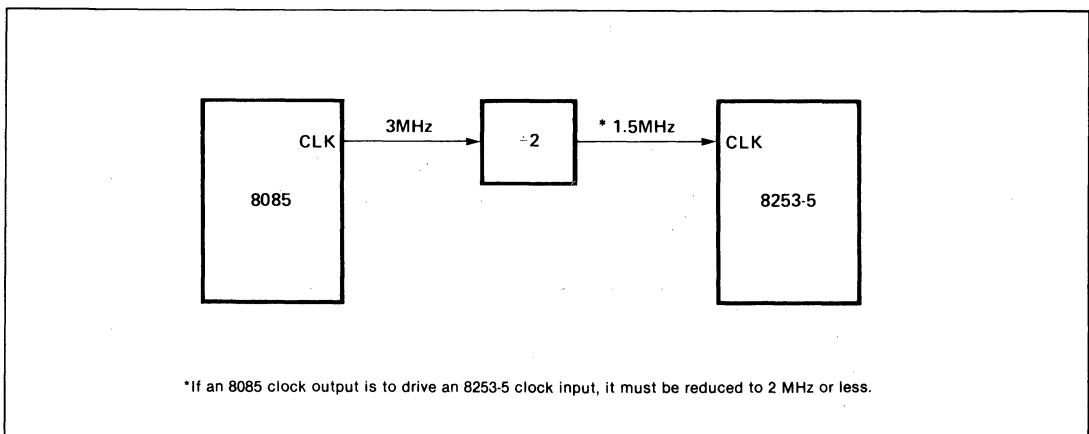 3MHz
÷2
* 1.5MHz
CLK
CLK
8085
8253-5
*If an 8085 clock output is to drive an 8253-5 clock input, it must be reduced to 2 MHz or less.